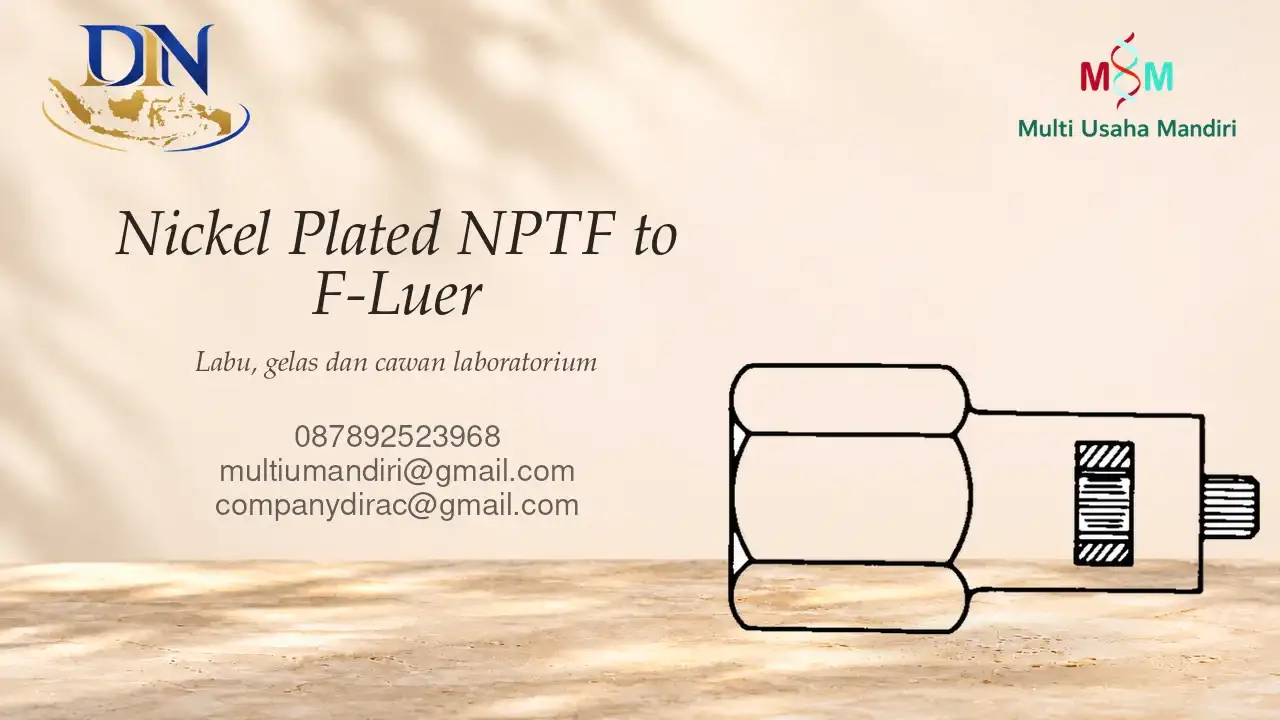 DN
M M
Multi Usaha Mandiri
Nickel Plated NPTF to
F-Luer
Labu, gelas dan cawan laboratorium
087892523968
multiumandiri@gmail.com
companydirac@gmail.com